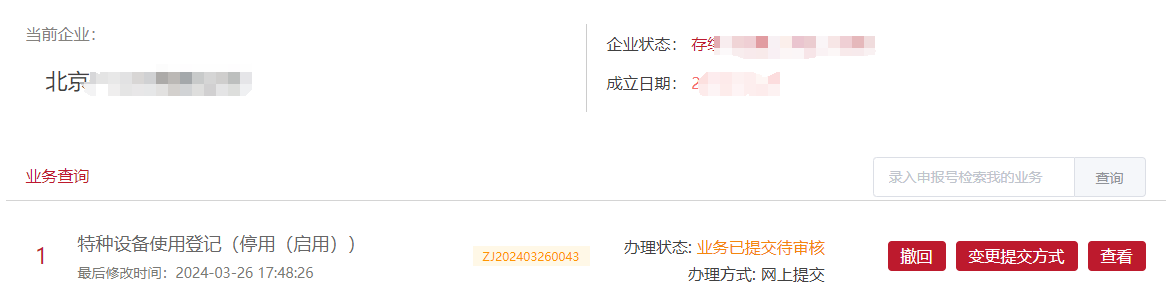 当前企业：
北京
企业状态： 存续
成立日期： 2
业务查询
录入申报号检索我的业务 查询
1
特种设备使用登记（停用（启用））
最后修改时间：2024-03-26 17:48:26
ZJ202403260043
办理状态: 业务已提交待审核
办理方式: 网上提交
撤回 变更提交方式 查看